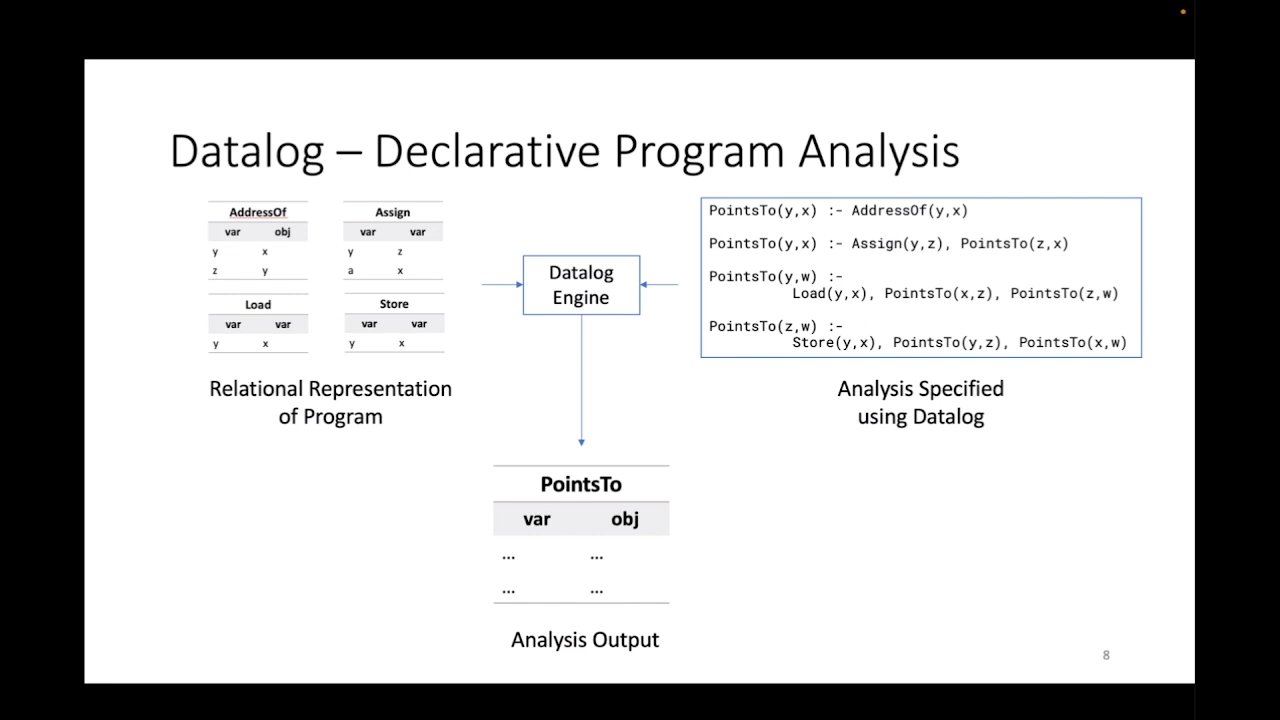 Datalog – Declarative Program Analysis
AddressOf
var obj
y x
z y
Assign
var var
y z
a x
Load
var var
y x
Store
var var
y x
Relational Representation
of Program
Datalog
Engine
PointsTo(y,x) :- AddressOf(y,x)
PointsTo(y,x) :- Assign(y,z), PointsTo(z,x)
PointsTo(y,w) :-
Load(y,x), PointsTo(x,z), PointsTo(z,w)
PointsTo(z,w) :-
Store(y,x), PointsTo(y,z), PointsTo(x,w)
Analysis Specified
using Datalog
PointsTo
var obj
... ...
... ...
Analysis Output
8